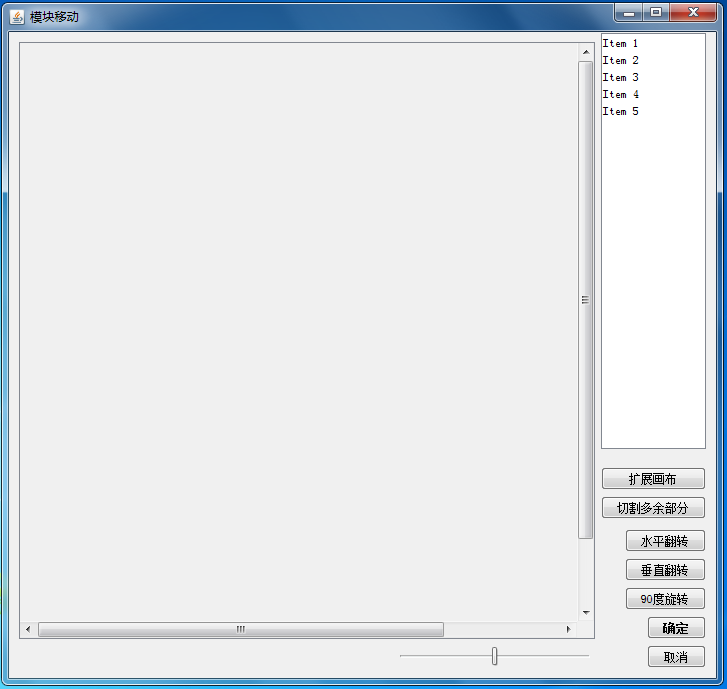 模块移动
Item 1
Item 2
Item 3
Item 4
Item 5
扩展画布
切割多余部分
水平翻转
垂直翻转
90度旋转
确定
取消